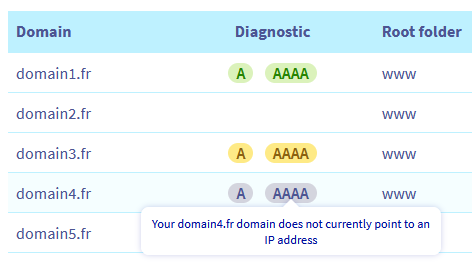 Domain Diagnostic Root folder
domain1.fr A AAAA www
domain2.fr www
domain3.fr A AAAA www
domain4.fr A AAAA www
Your domain4.fr domain does not currently point to an
IP address
domain5.fr